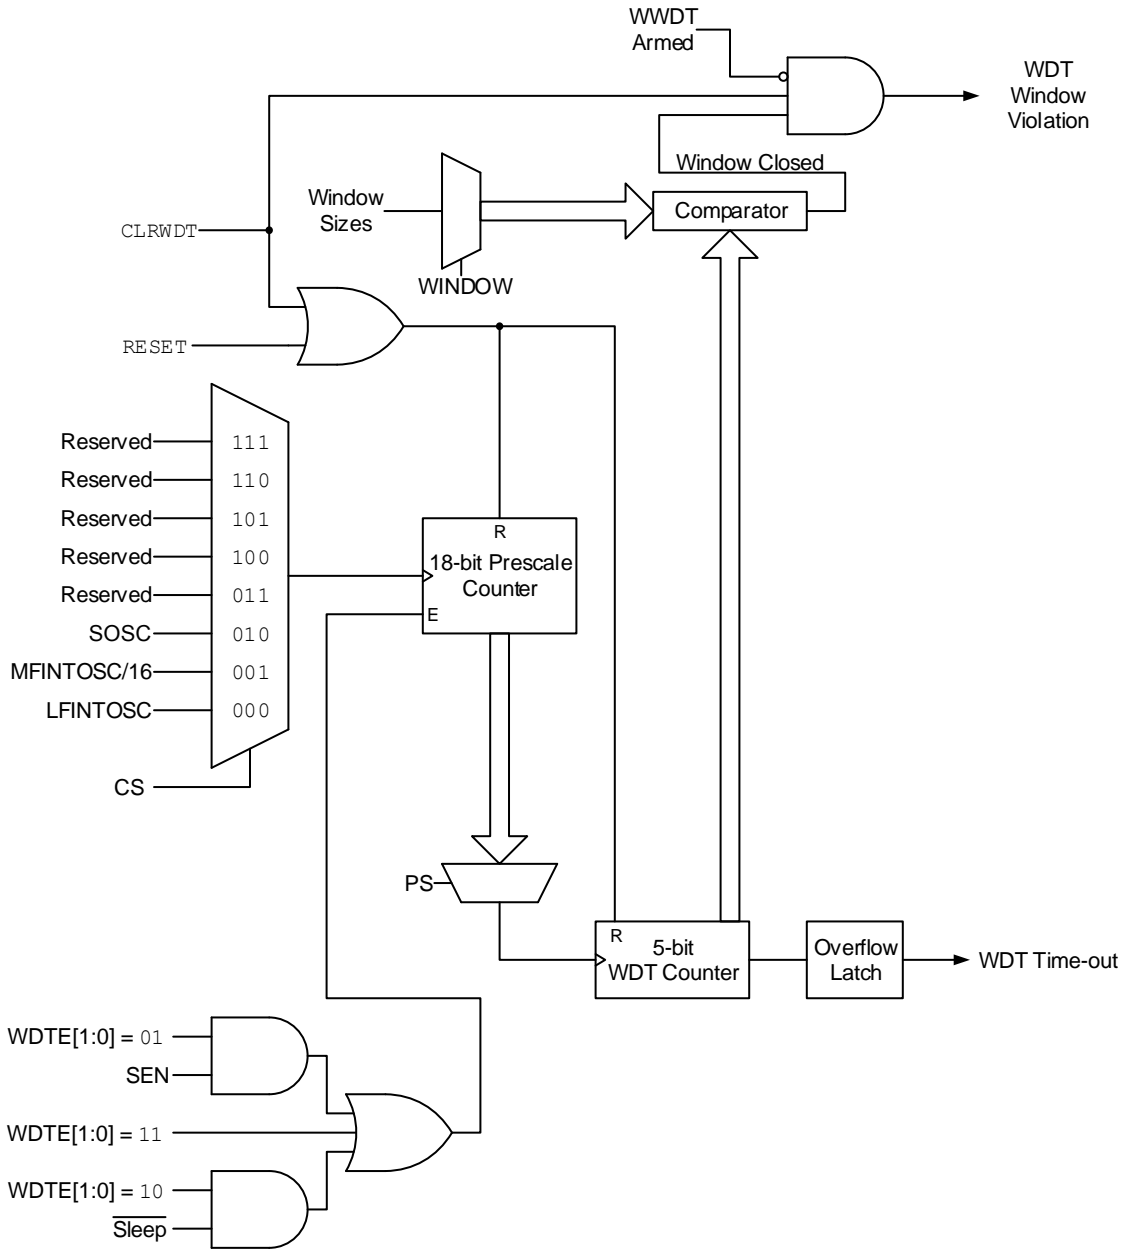 WWDT
Armed
WDT
Window
Violation
Window Closed
Window
Sizes
Comparator
CLRWDT
WINDOW
RESET
Reserved 111
Reserved 110
Reserved 101
Reserved 100
Reserved 011
SOSC 010
MFINTOSC/16 001
LFINTOSC 000
CS
R
18-bit Prescale
Counter
E
PS
R
5-bit
WDT Counter
Overflow
Latch
WDT Time-out
WDTE[1:0] = 01
SEN
WDTE[1:0] = 11
WDTE[1:0] = 10
Sleep